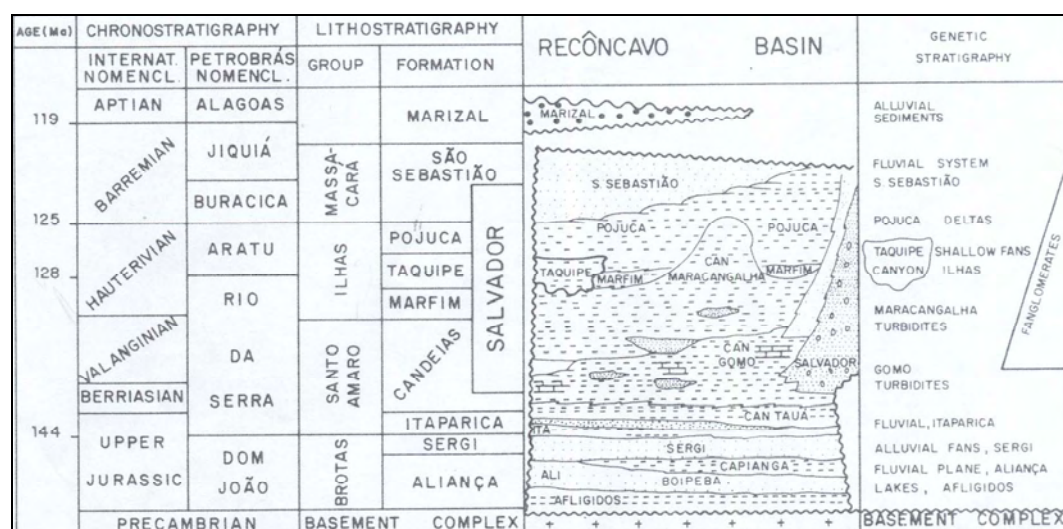 AGE(Ma)
CHRONOSTRATIGRAPHY
LITHOSTRATIGRAPHY
RECÔNCAVO BASIN
GENETIC
STRATIGRAPHY
INTERNAT.
NOMENCL.
PETROBRÁS
NOMENCL.
GROUP
FORMATION
APTIAN
ALAGOAS
119
BARREMIAN
JIQUIÁ
BURACICA
125
HAUTERIVIAN
ARATU
128
RIO
DA
SERRA
VALANGINIAN
BERRIASIAN
144
UPPER
JURASSIC
DOM
JOÃO
PRECAMBRIAN
MASSA-
CARÁ
ILHAS
SANTO
AMARO
BROTAS
MARIZAL
SÃO
SEBASTIÃO
POJUCA
TAQUIPE
MARFIM
CANDEIAS
SALVADOR
ITAPARICA
SERGI
ALIANÇA
BASEMENT COMPLEX
MARIZAL
S. SEBASTIÃO
POJUCA
POJUCA
TAQUIPE
MARFIM
CAN
MARACANGALHA
MARFIM
CAN
GOMO
SALVADOR
CAN TAUÁ
ITA
SERGI
CAPIANGA
ALI
BOIPEBA
AFLIGIDOS
ALLUVIAL
SEDIMENTS
FLUVIAL SYSTEM
S. SEBASTIÃO
POJUCA DELTAS
TAQUIPE
CANYON
SHALLOW FANS
ILHAS
MARACANGALHA
TURBIDITES
GOMO
TURBIDITES
FANGLOMERATES
FLUVIAL, ITAPARICA
ALLUVIAL FANS, SERGI
FLUVIAL PLANE, ALIANÇA
LAKES, AFLIGIDOS
BASEMENT COMPLEX